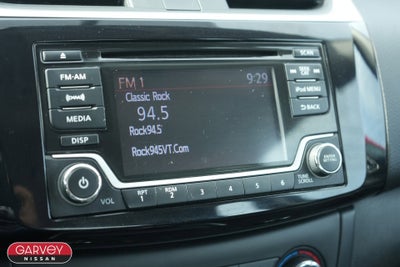 SCAN
FM-AM
MEDIA
DISP
VOL
FM 1
9:29
Classic Rock
94.5
Rock94.5
Rock945VT.Com
SEEK
CAT
iPod MENU
BACK
ENTER
SETTING
TUNE
SCROLL
RPT
1
RDM
2
3
4
5
6
GARVEY
NISSAN